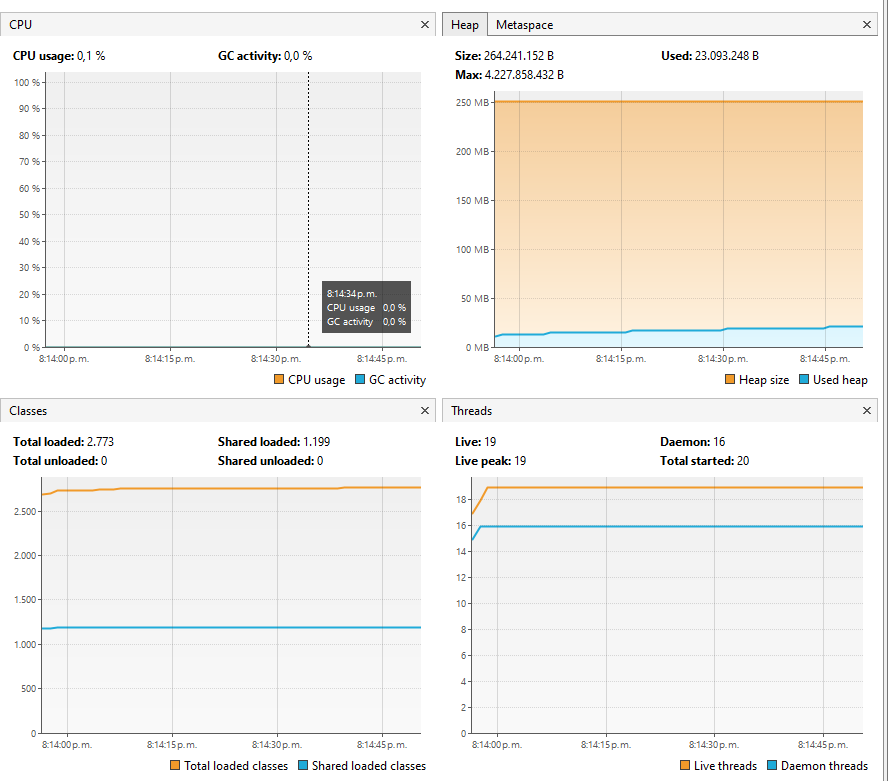 CPU
CPU usage: 0,1 %
GC activity: 0,0 %
100 %
90 %
80 %
70 %
60 %
50 %
40 %
30 %
20 %
10 %
0 %
8:14:34 p.m.
CPU usage 0,0 %
GC activity 0,0 %
8:14:00 p.m. 8:14:15 p.m. 8:14:30 p.m. 8:14:45 p.m.
CPU usage GC activity
Heap Metaspace
Size: 264.241.152 B
Used: 23.093.248 B
Max: 4.227.858.432 B
250 MB
200 MB
150 MB
100 MB
50 MB
0 MB
8:14:00 p.m. 8:14:15 p.m. 8:14:30 p.m. 8:14:45 p.m.
Heap size Used heap
Classes
Total loaded: 2.773
Shared loaded: 1.199
Total unloaded: 0
Shared unloaded: 0
2.500
2.000
1.500
1.000
500
0
8:14:00 p.m. 8:14:15 p.m. 8:14:30 p.m. 8:14:45 p.m.
Total loaded classes Shared loaded classes
Threads
Live: 19
Daemon: 16
Live peak: 19
Total started: 20
18
16
14
12
10
8
6
4
2
0
8:14:00 p.m. 8:14:15 p.m. 8:14:30 p.m. 8:14:45 p.m.
Live threads Daemon threads